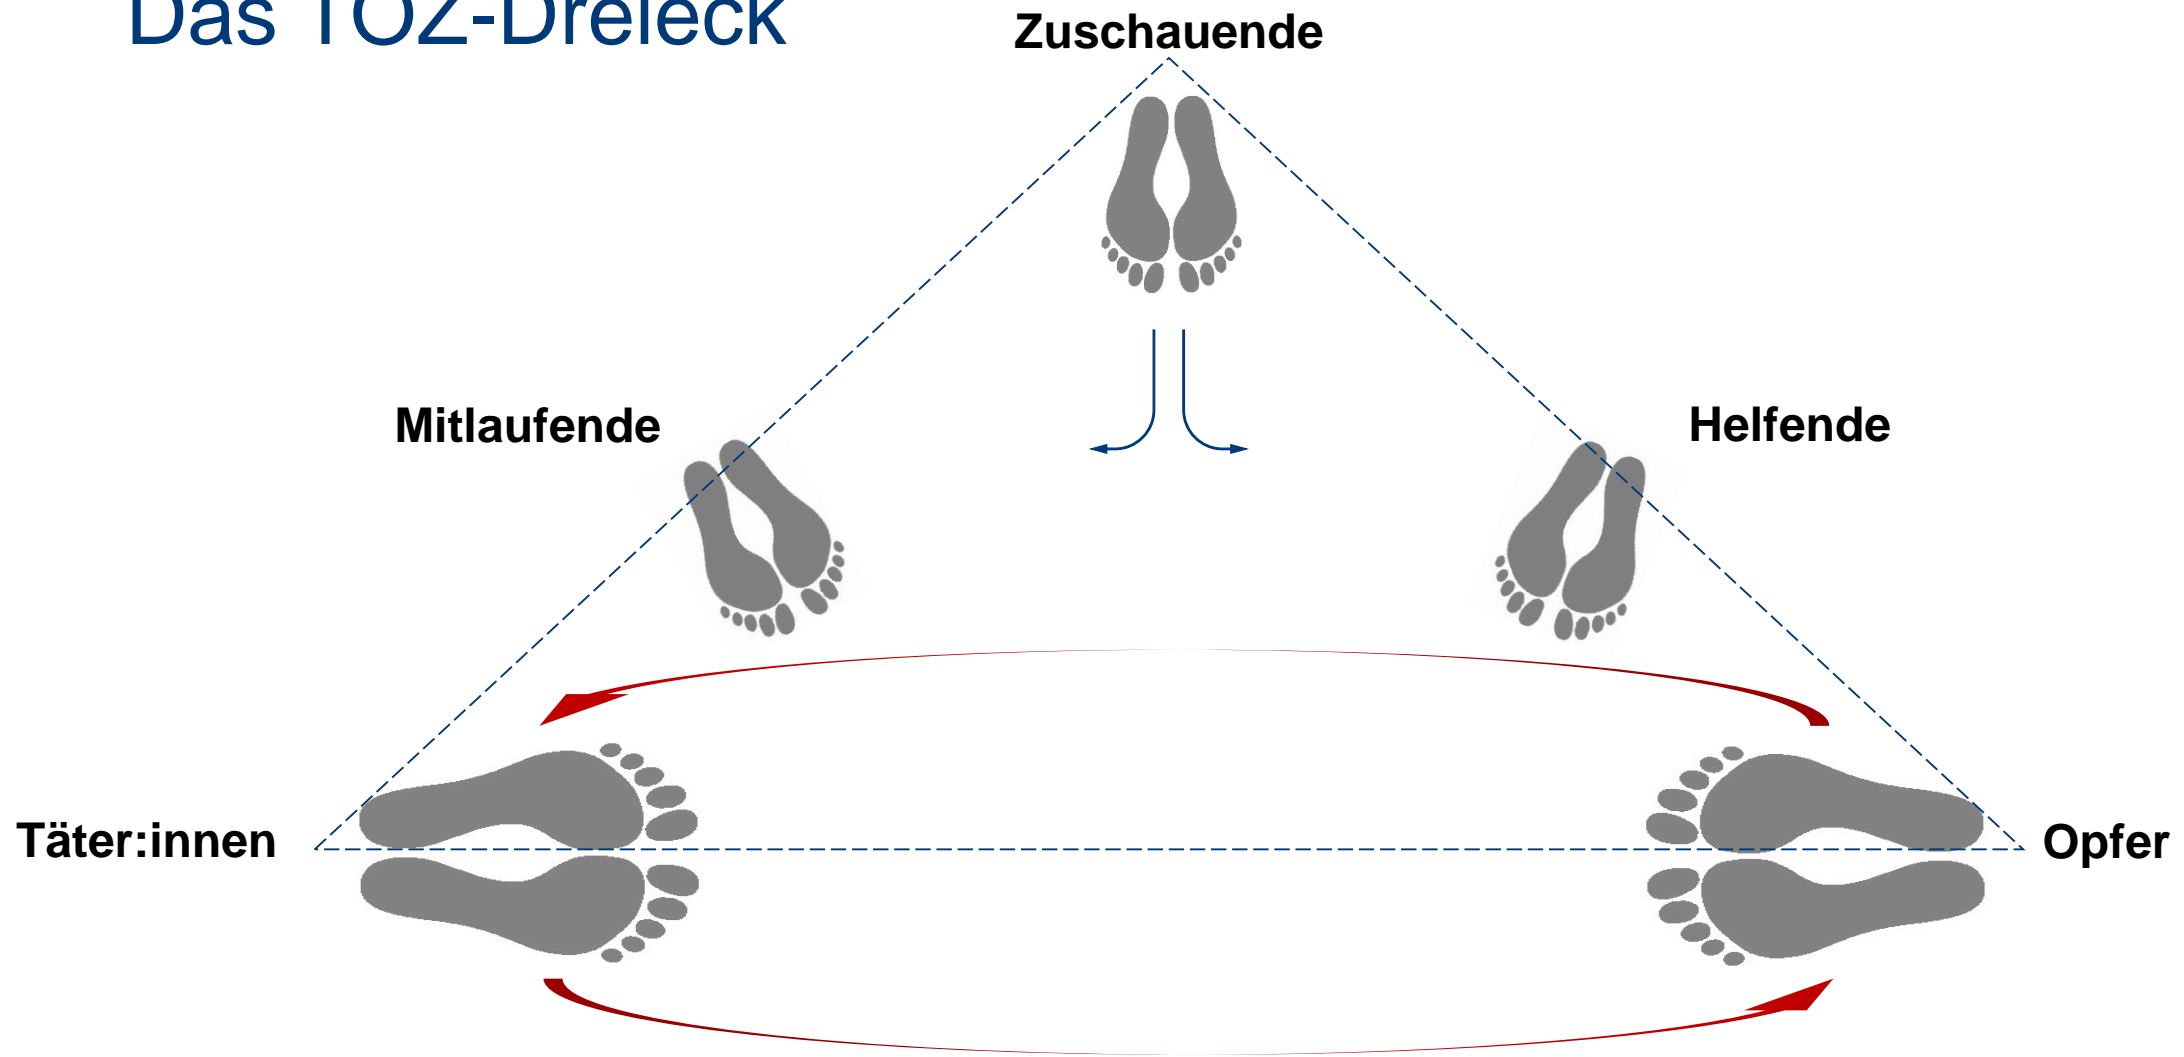 Das TOZ-Dreieck
Zuschauende
Mitlaufende
Helfende
Täter:innen
Opfer